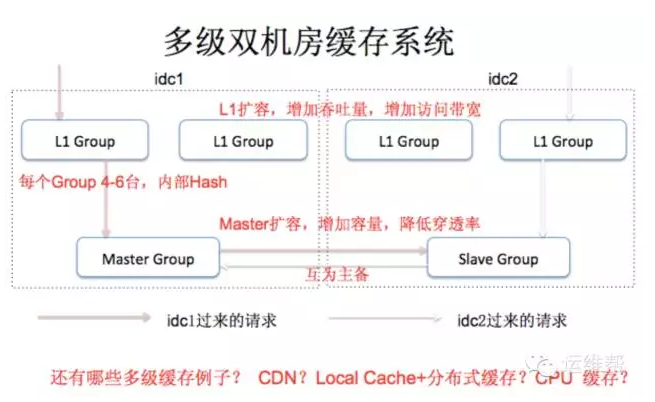 多级双机房缓存系统
idc1
idc2
L1扩容，增加吞吐量，增加访问带宽
L1 Group
L1 Group
L1 Group
L1 Group
每个Group 4-6台，内部Hash
Master扩容，增加容量，降低穿透率
Master Group
Slave Group
互为主备
idc1过来的请求
idc2过来的请求
还有哪些多级缓存例子？ CDN？Local Cache+分布式缓存？CPU 缓存？
运维帮